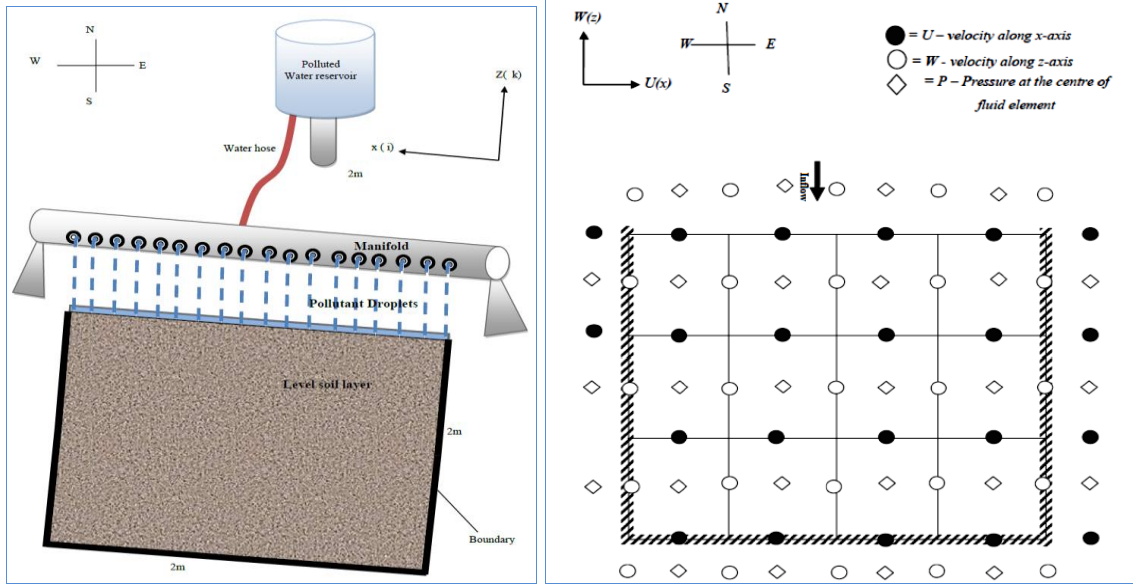 N
W
E
S
Polluted
Water reservoir
Z( k)
Water hose
x ( i)
2m
Manifold
Pollutant Droplets
Level soil layer
2m
Boundary
2m
W(z)
U(x)
N
W
E
S
= U – velocity along x-axis
= W - velocity along z-axis
= P – Pressure at the centre of
fluid element
Inflow